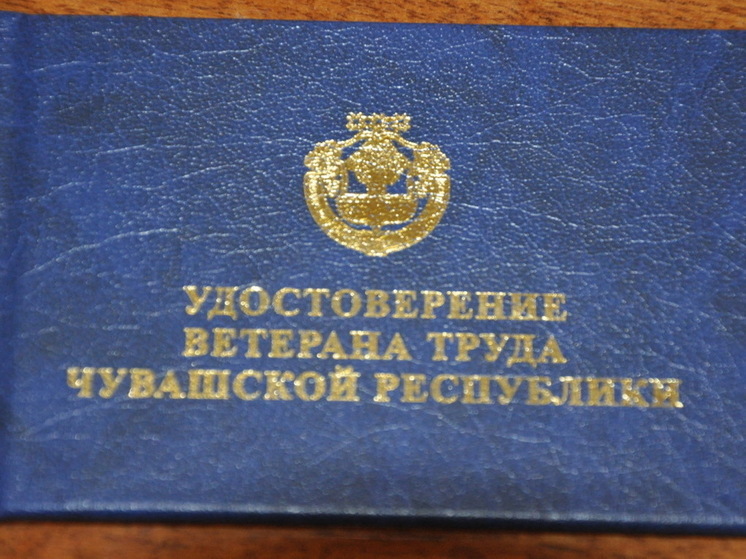 УДОСТОВЕРЕНИЕ
ВЕТЕРАНА ТРУДА
ЧУВАШСКОЙ РЕСПУБЛИКИ